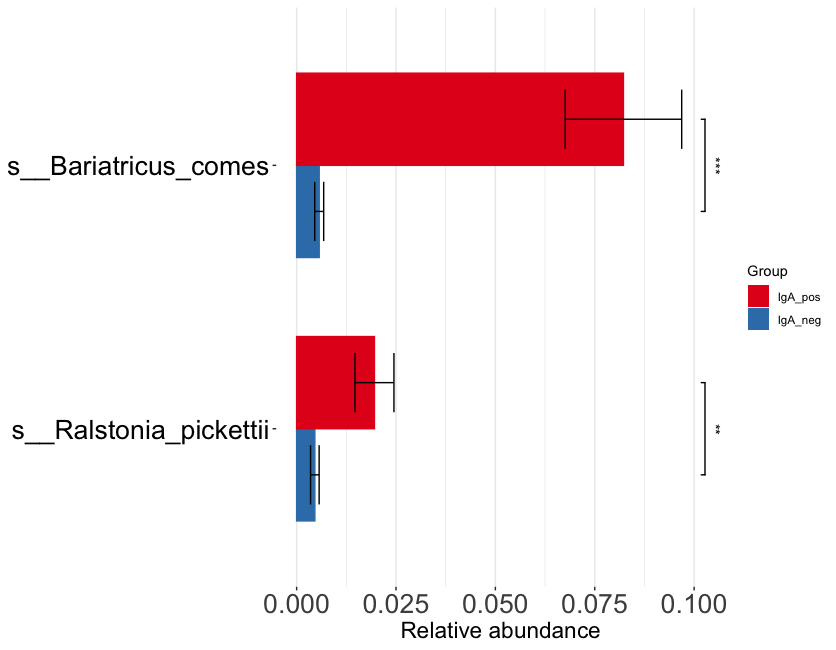 s__Bariatricus_comes
***
Group
IgA_pos
IgA_neg
s__Ralstonia_pickettii
**
0.000 0.025 0.050 0.075 0.100
Relative abundance